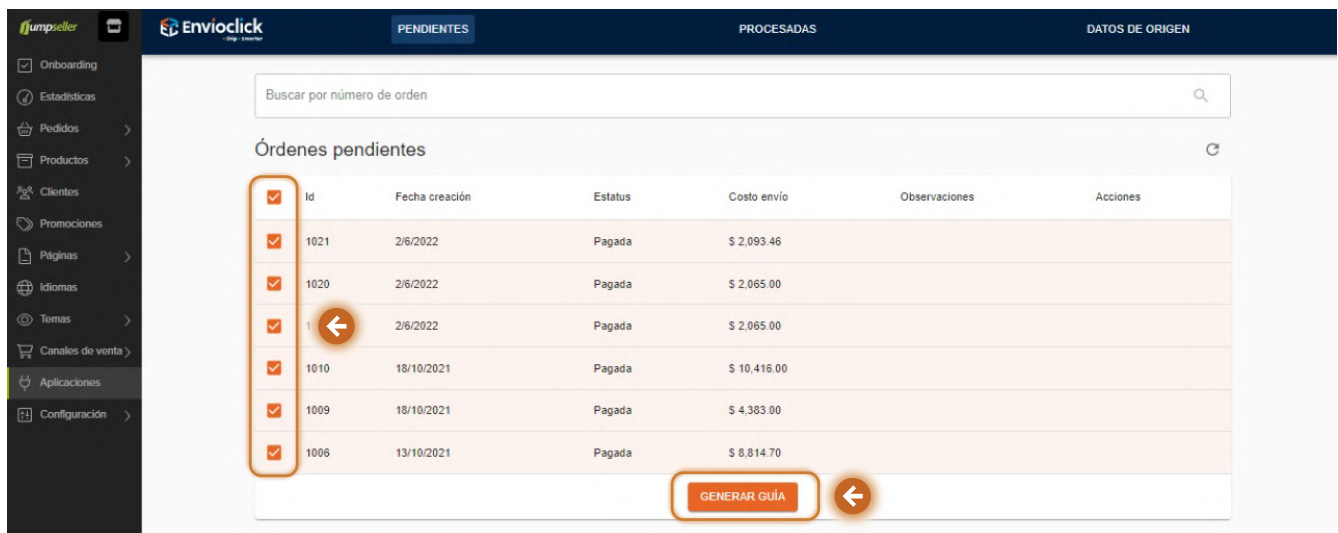 jumpseller
Envíoclick
- Ship - Smarter
PENDIENTES
PROCESADAS
DATOS DE ORIGEN
Onboarding
Estadísticas
Pedidos
Productos
Clientes
Promociones
Páginas
Idiomas
Temas
Canales de venta
Aplicaciones
Configuración
Buscar por número de orden
Órdenes pendientes
Id Fecha creación Estatus Costo envío Observaciones Acciones
1021 2/6/2022 Pagada $ 2,093.46
1020 2/6/2022 Pagada $ 2,065.00
2/6/2022 Pagada $ 2,065.00
1010 18/10/2021 Pagada $ 10,416.00
1009 18/10/2021 Pagada $ 4,383.00
1006 13/10/2021 Pagada $ 8,814.70
GENERAR GUÍA